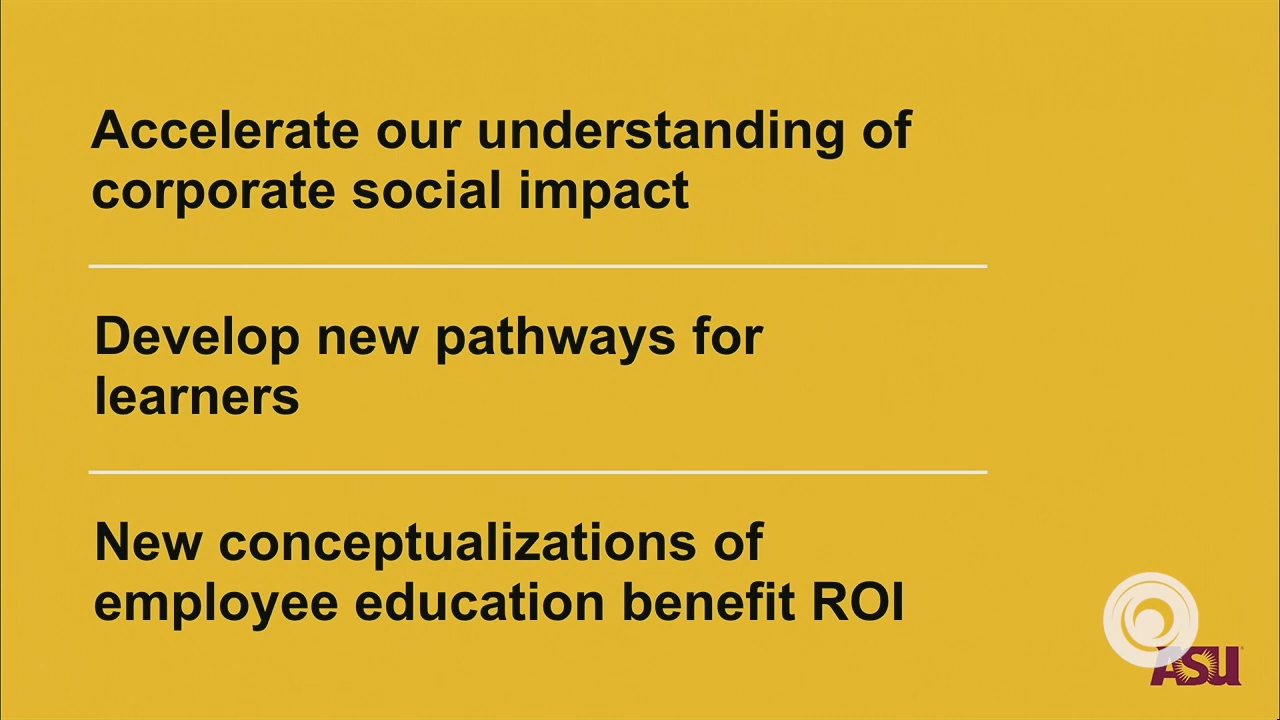 Accelerate our understanding of
corporate social impact
Develop new pathways for
learners
New conceptualizations of
employee education benefit ROI
ASU